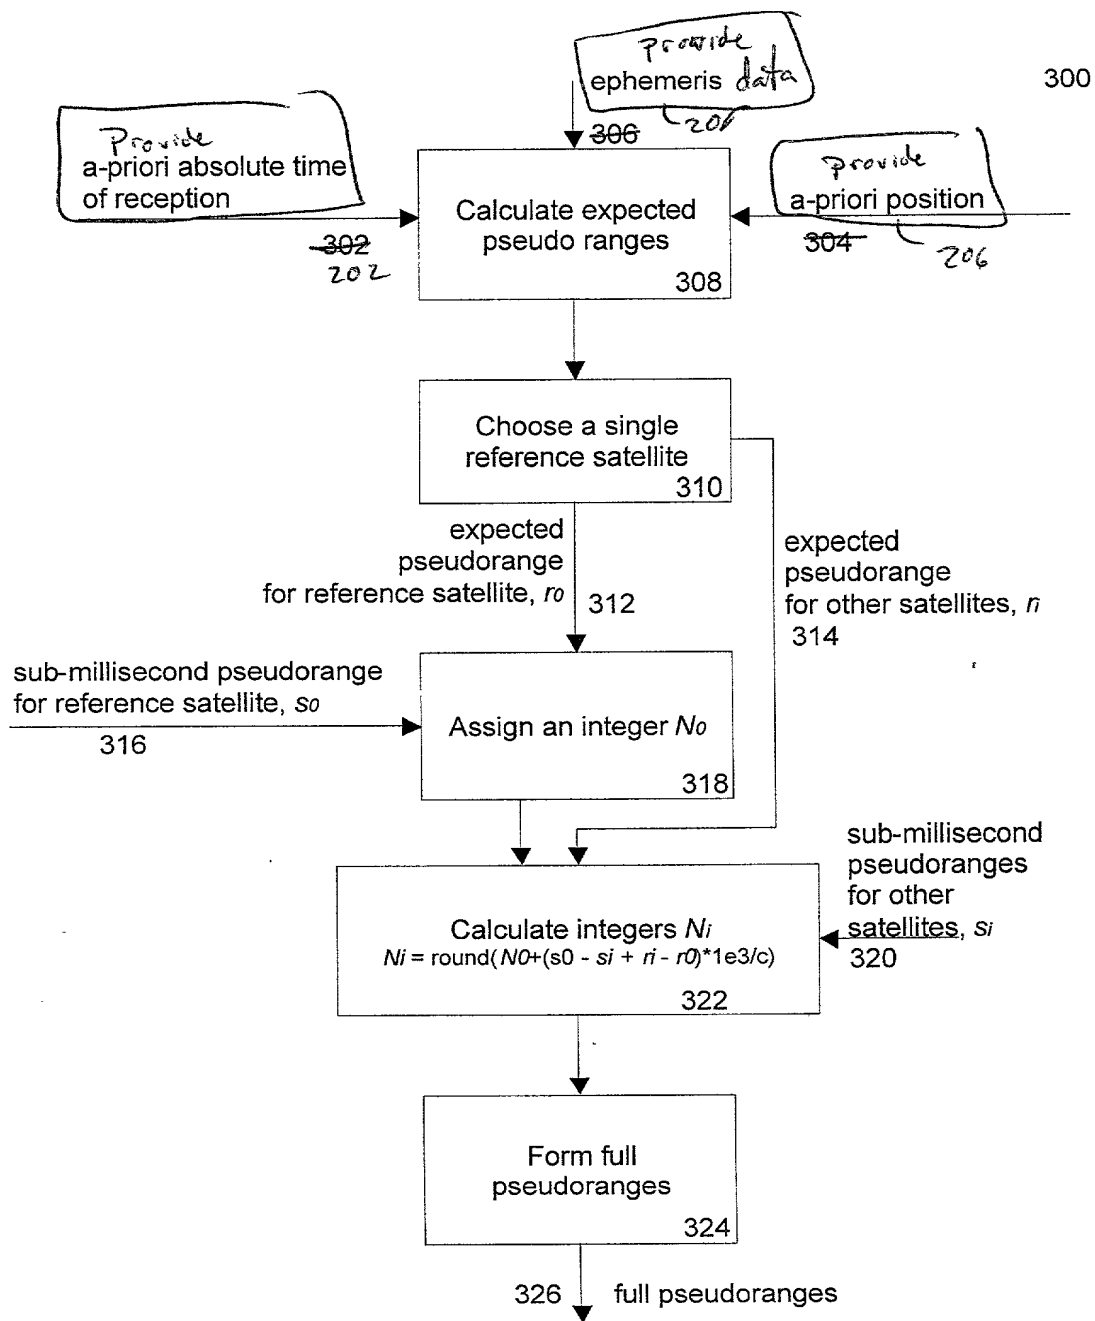 provide
ephemeris data
300
306
Provide
a-priori absolute time
of reception
provide
a-priori position
302
202
304
206
Calculate expected
pseudo ranges
308
Choose a single
reference satellite
310
expected
pseudorange
for reference satellite, r0
312
expected
pseudorange
for other satellites, ri
314
sub-millisecond pseudorange
for reference satellite, s0
316
Assign an integer N0
318
sub-millisecond
pseudoranges
for other
satellites, si
320
Calculate integers Ni
Ni = round(N0+(s0 - si + ri - r0)*1e3/c)
322
Form full
pseudoranges
324
326 full pseudoranges